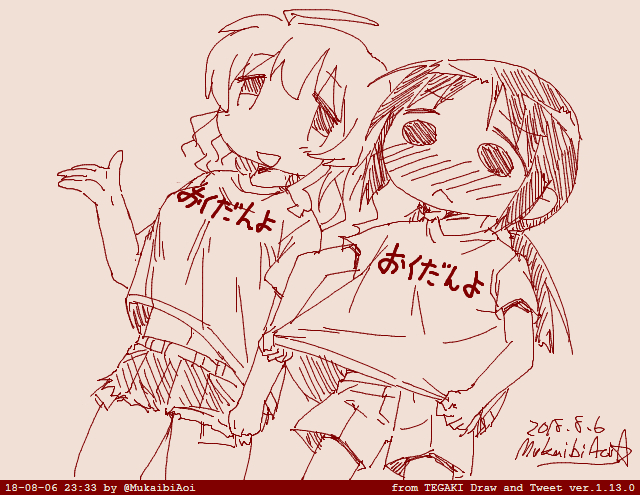 おくだんよ
おくだんよ
2018.8.6
MukaibiAoi
18-08-06 23:33 by @MukaibiAoi
from TEGAKI Draw and Tweet ver.1.13.0